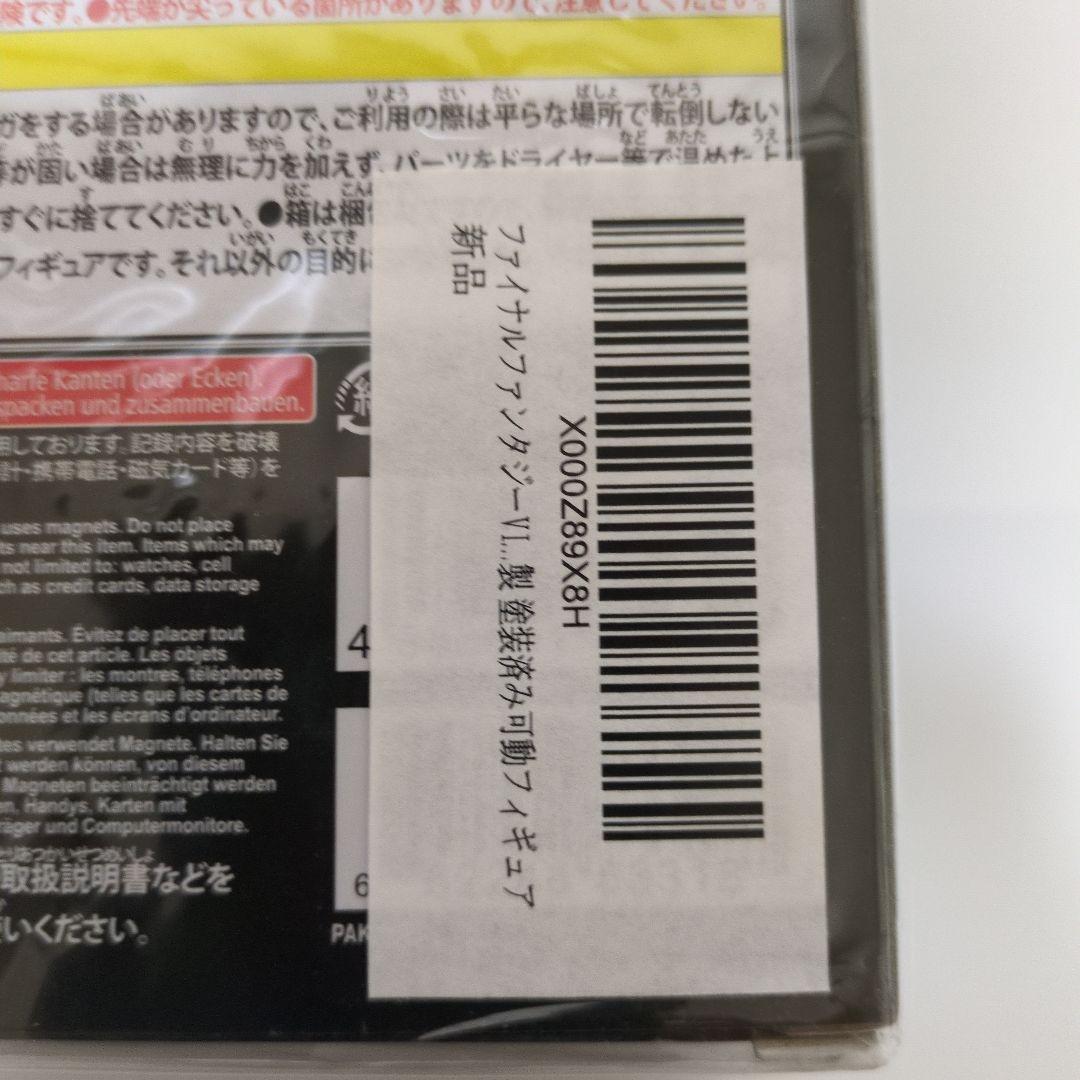 険です。●先端が尖っている箇所がありますので、注意してください。
ガをする場合がありますので、ご利用の際は平らな場所で転倒しない
が固い場合は無理に力を加えず、パーツをドライヤー等で温めたよ
すぐに捨ててください。●箱は梱
フィギュアです。それ以外の目的に
harfe Kanten (oder Ecken).
spacken und zusammenbauen.
用しております。記録内容を破壊
計・携帯電話・磁気カード等)を
uses magnets. Do not place
ts near this item. Items which may
not limited to: watches, cell
ch as credit cards, data storage
aimants. Évitez de placer tout
té de cet article. Les objets
y limiter : les montres, téléphones
agnétique (telles que les cartes de
onnées et les écrans d'ordinateur.
tes verwendet Magnete. Halten Sie
t werden können, von diesem
Magneten beeinträchtigt werden
en, Handys, Karten mit
räger und Computermonitore.
取扱説明書などを
いください。
4
6
PAK
X000Z89X8H
ファイナルファンタジーVI...製 塗装済み可動フィギュア
新品